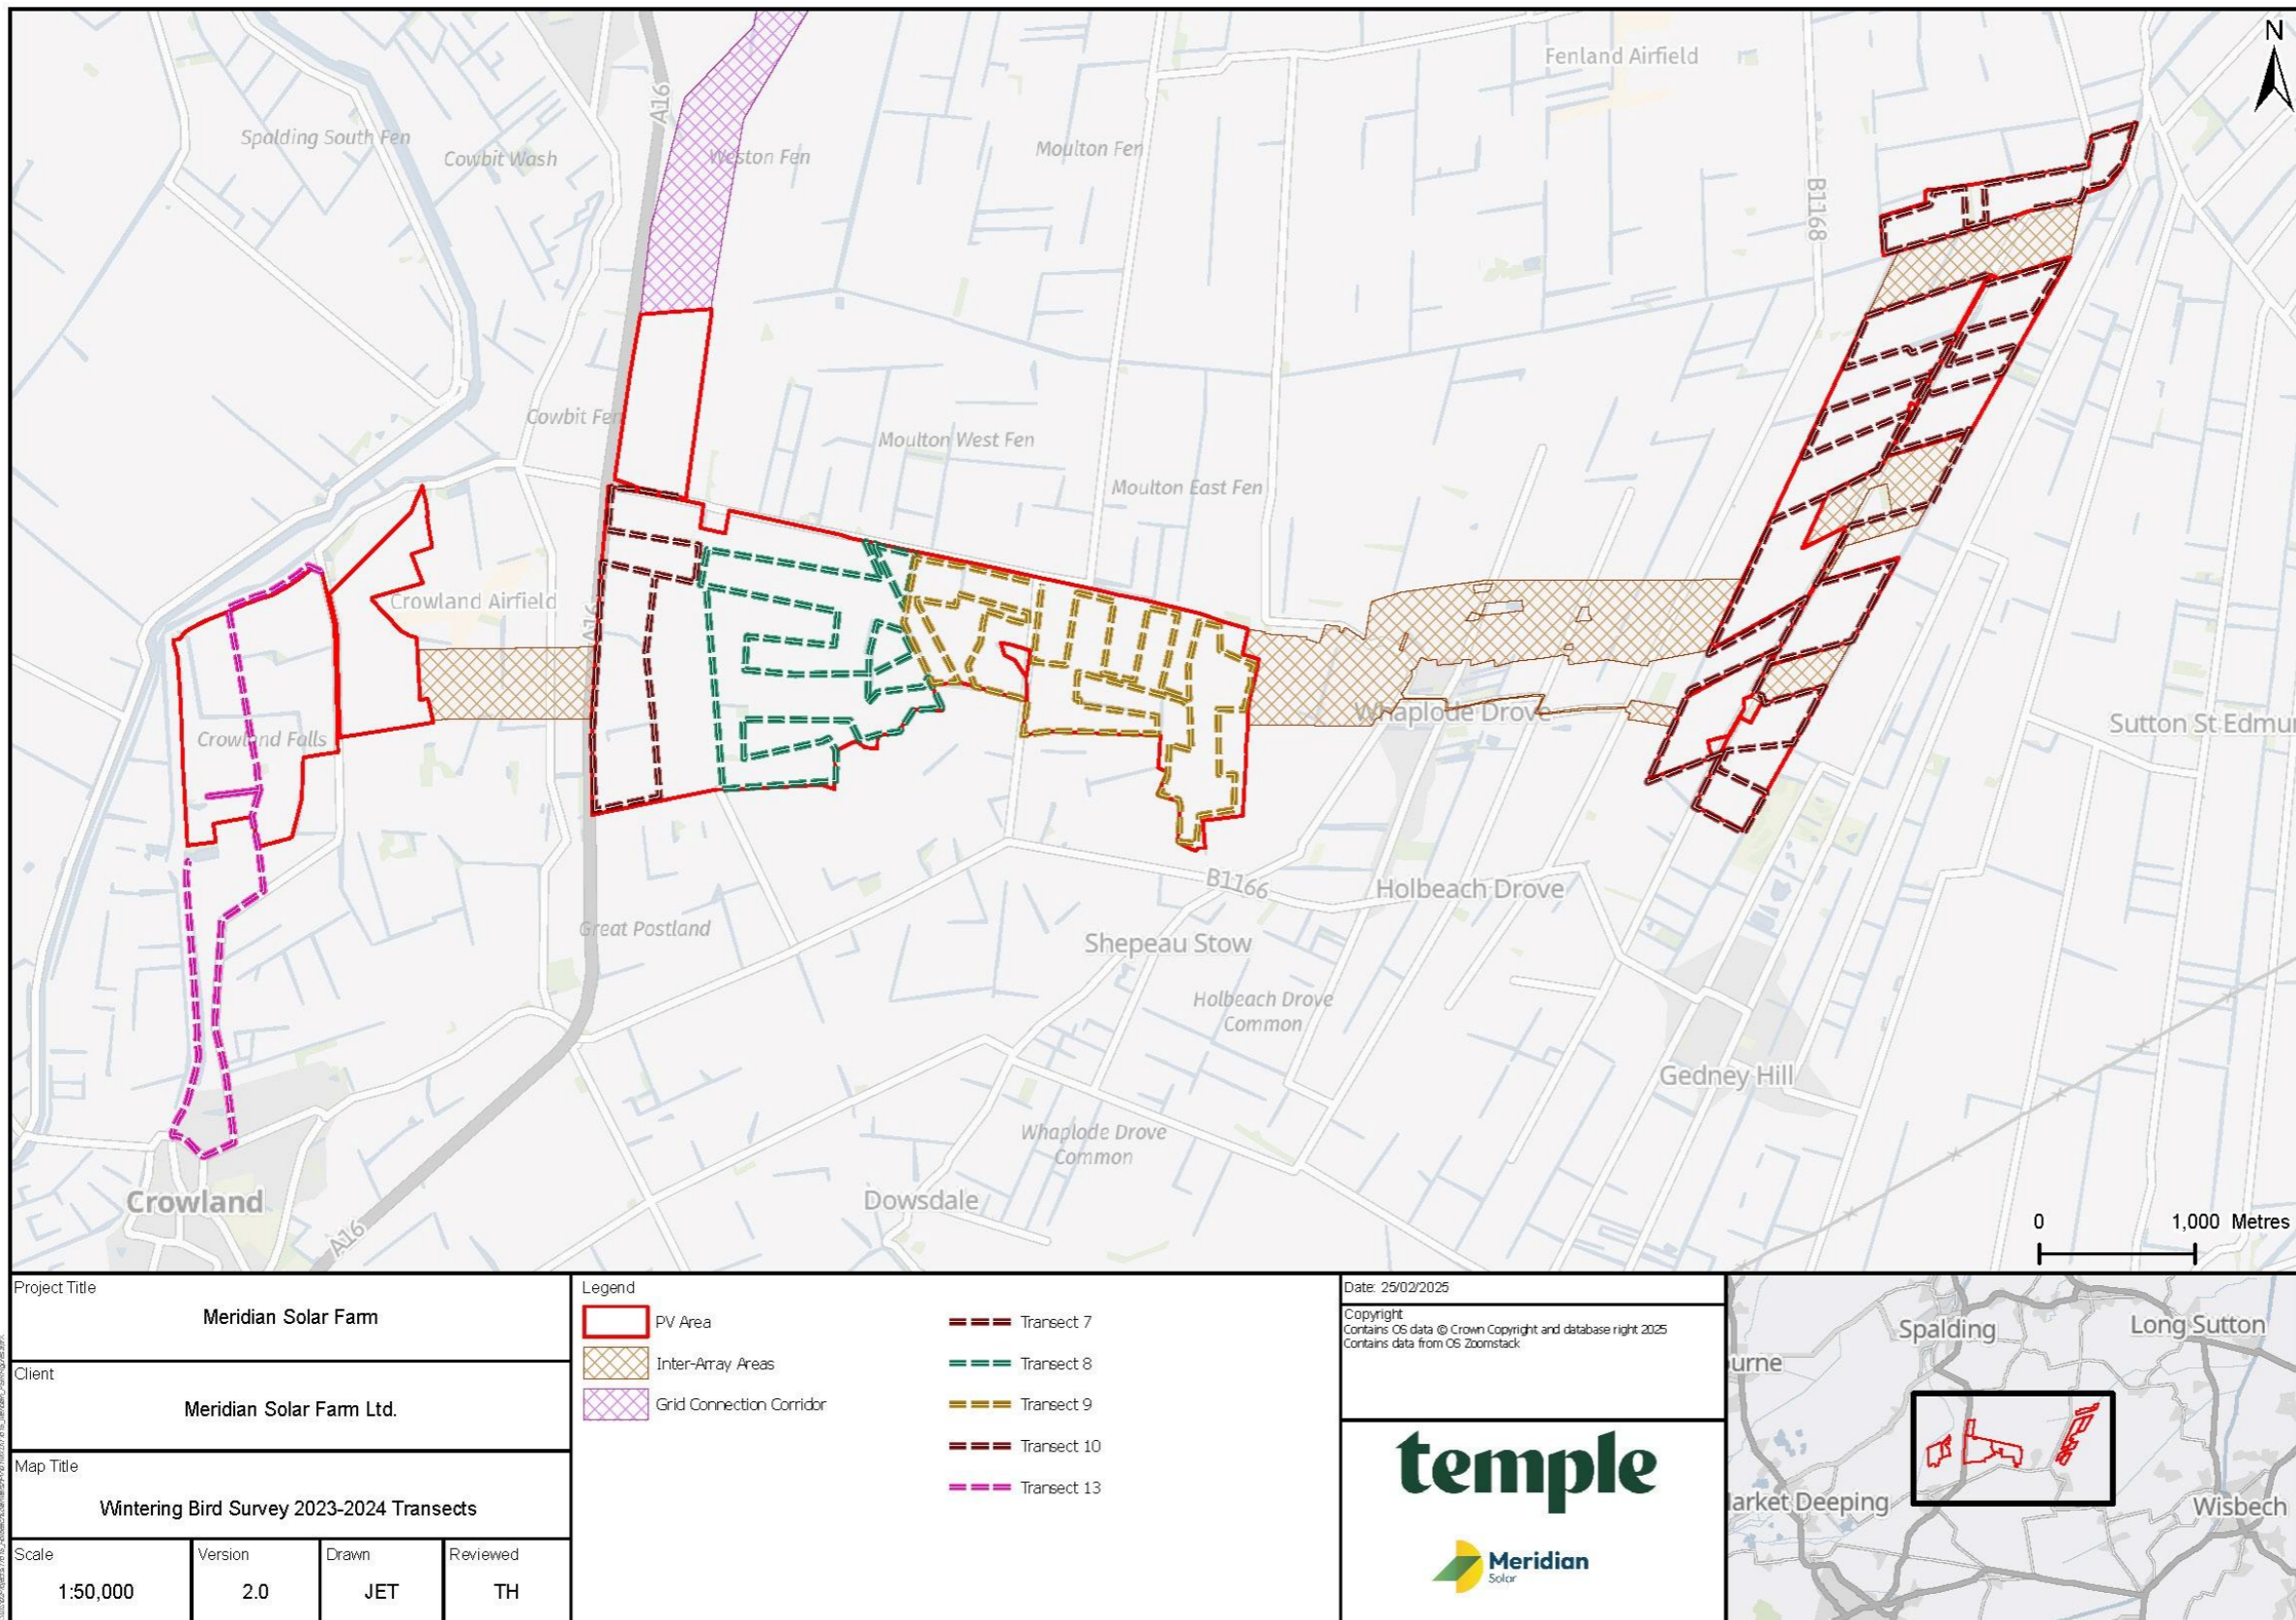 N
Fenland Airfield
A16
Spalding South Fen
Cowbit Wash
Weston Fen
Moulton Fen
B1168
Cowbit Fen
Moulton West Fen
Moulton East Fen
Crowland Airfield
A16
Crowland Falls
Whaplode Drove
Sutton St Edmu
B1166
Holbeach Drove
Great Postland
Shepeau Stow
Holbeach Drove
Common
Gedney Hill
Whaplode Drove
Common
Crowland
Dowsdale
A16
0 1,000 Metres
Project Title
Meridian Solar Farm
Client
Meridian Solar Farm Ltd.
Map Title
Wintering Bird Survey 2023-2024 Transects
Scale
1:50,000
Version
2.0
Drawn
JET
Reviewed
TH
Legend
PV Area
Inter-Array Areas
Grid Connection Corridor
Transect 7
Transect 8
Transect 9
Transect 10
Transect 13
Date: 25/02/2025
Copyright
Contains OS data © Crown Copyright and database right 2025
Contains data from OS Zoomstack
temple
Meridian
Solar
Spalding
Long Sutton
urne
arket Deeping
Wisbech